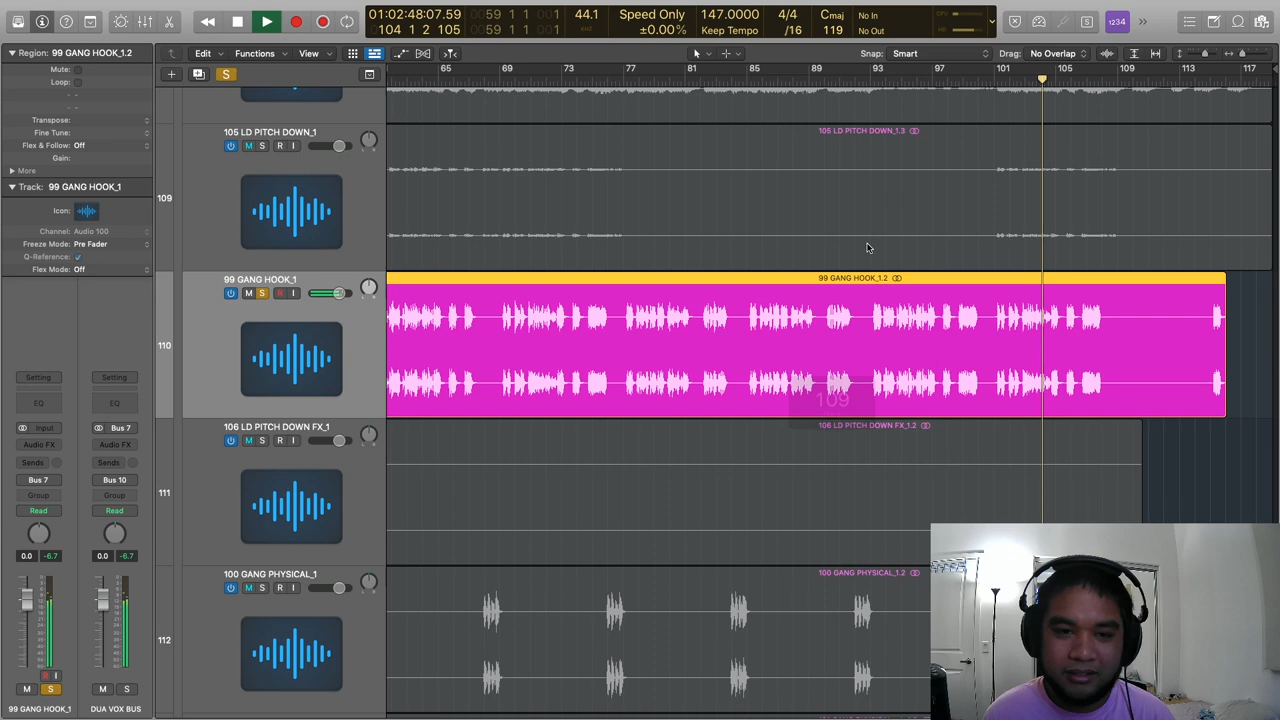 01:02:48:07.59
104 1 2 105
0059 1 1 001
0059 1 1 001
44.1
Speed Only
±0.00%
147.0000
Keep Tempo
4/4
/16
Cmaj
119
No In
No Out
CPU
HD
1234
Region: 99 GANG HOOK_1.2
Mute:
Loop:
Transpose:
Fine Tune:
Flex & Follow: Off
Gain:
More
Track: 99 GANG HOOK_1
Icon:
Channel: Audio 100
Freeze Mode: Pre Fader
Q-Reference:
Flex Mode: Off
Edit
Functions
View
Snap: Smart
Drag: No Overlap
S
65
69
73
77
81
85
89
93
97
101
105
109
113
117
105 LD PITCH DOWN_1
M S R I
109
105 LD PITCH DOWN_1.3
99 GANG HOOK_1
M S R I
110
99 GANG HOOK_1.2
109
106 LD PITCH DOWN FX_1
M S R I
111
106 LD PITCH DOWN FX_1.2
100 GANG PHYSICAL_1
M S R I
112
100 GANG PHYSICAL_1.2
Setting
Setting
EQ
EQ
Input
Bus 7
Audio FX
Audio FX
Sends
Sends
Bus 7
Bus 10
Group
Group
Read
Read
0.0 -6.7
0.0 -6.7
R I
M S
M S
99 GANG HOOK_1
DUA VOX BUS